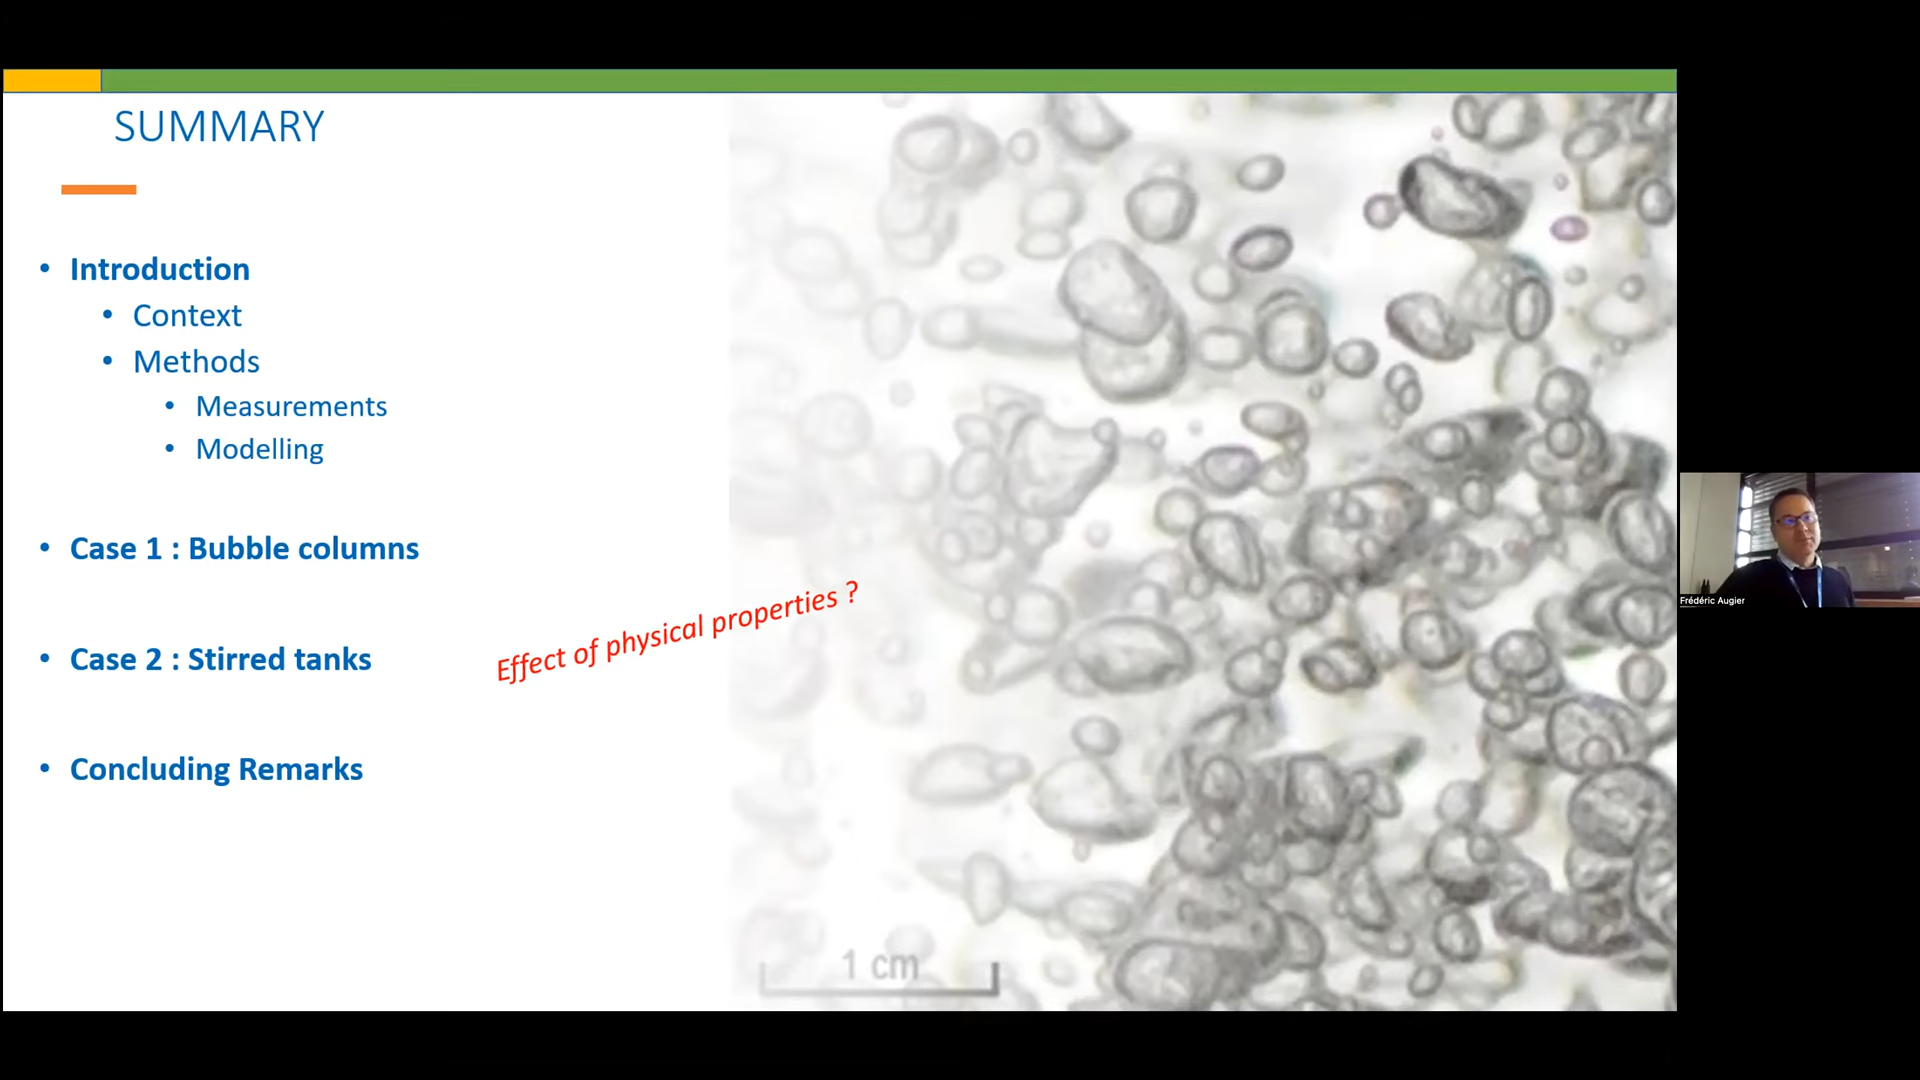 SUMMARY
• Introduction
• Context
• Methods
• Measurements
• Modelling
• Case 1 : Bubble columns
Effect of physical properties ?
• Case 2 : Stirred tanks
• Concluding Remarks
1 cm
Frédéric Augier